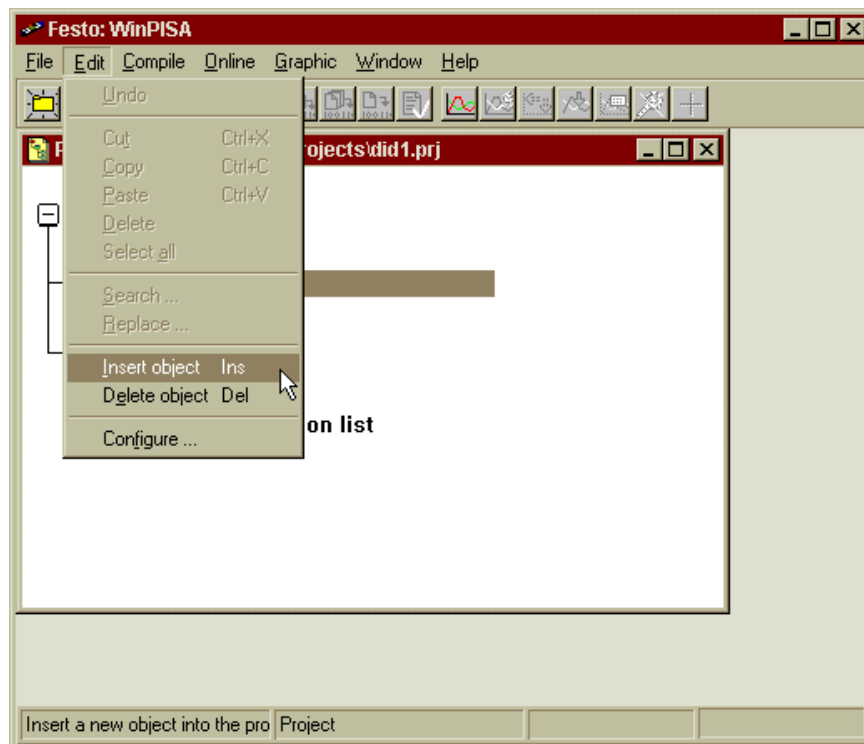 Festo: WinPISA
File Edit Compile Online Graphic Window Help
Undo
Cut Ctrl+X
rojects\did1.prj
Copy Ctrl+C
Paste Ctrl+V
Delete
Select all
Search ...
Replace ...
Insert object Ins
Delete object Del
on list
Configure ...
Insert a new object into the pro Project